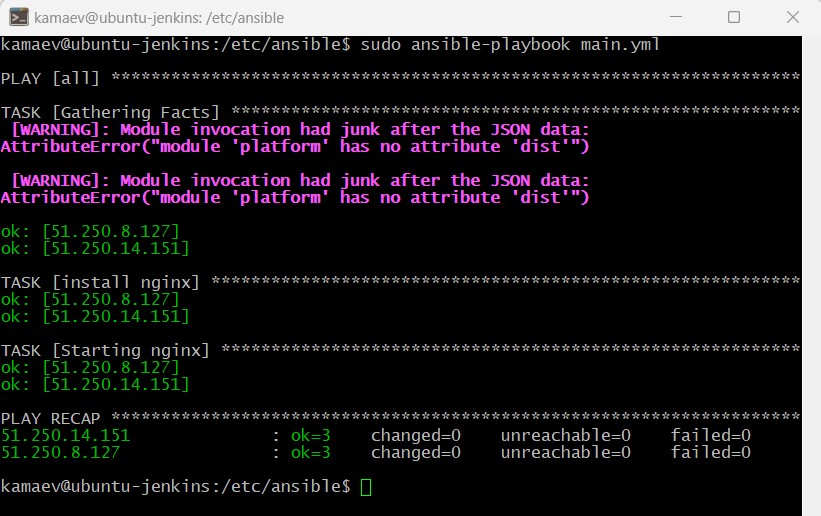 kamaev@ubuntu-jenkins: /etc/ansible
kamaev@ubuntu-jenkins:/etc/ansible$ sudo ansible-playbook main.yml
PLAY [all] *********************************************************************
TASK [Gathering Facts] *********************************************************
 [WARNING]: Module invocation had junk after the JSON data:
AttributeError("module 'platform' has no attribute 'dist'")
 [WARNING]: Module invocation had junk after the JSON data:
AttributeError("module 'platform' has no attribute 'dist'")
ok: [51.250.8.127]
ok: [51.250.14.151]
TASK [install nginx] ***********************************************************
ok: [51.250.8.127]
ok: [51.250.14.151]
TASK [Starting nginx] **********************************************************
ok: [51.250.8.127]
ok: [51.250.14.151]
PLAY RECAP *********************************************************************
51.250.14.151              : ok=3    changed=0    unreachable=0    failed=0
51.250.8.127               : ok=3    changed=0    unreachable=0    failed=0
kamaev@ubuntu-jenkins:/etc/ansible$